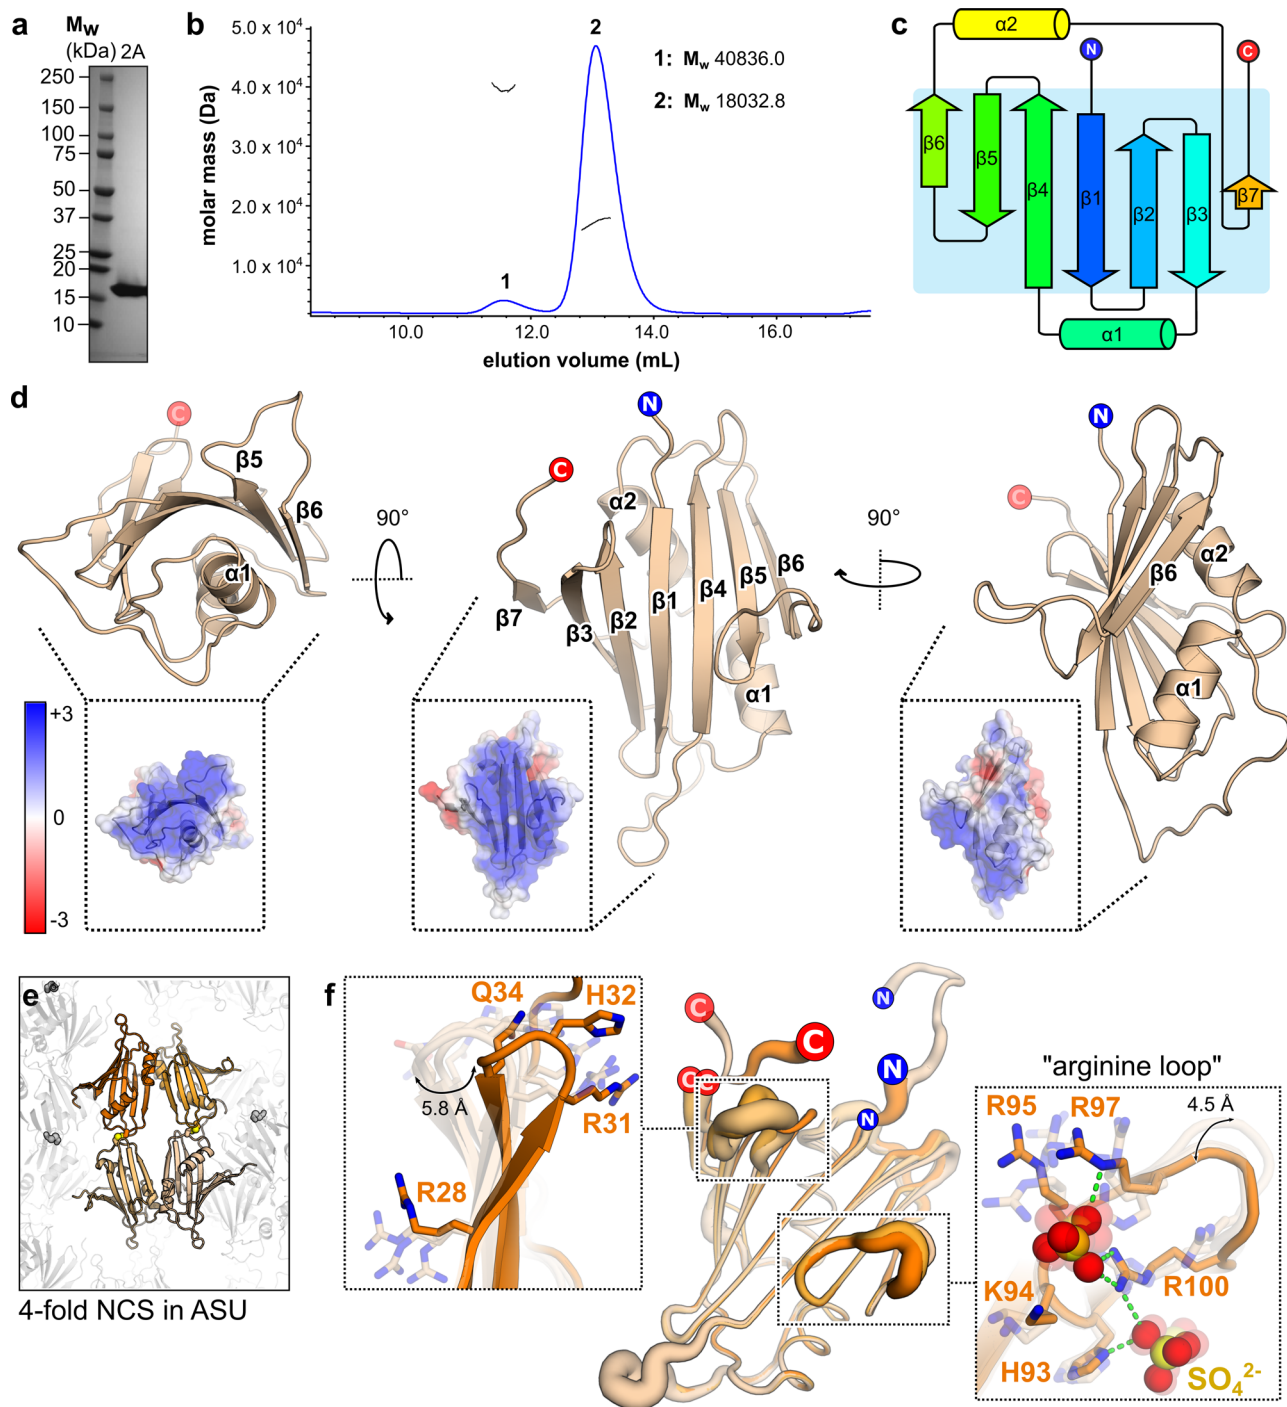 a
Mw
(kDa) 2A
250
150
100
75
50
37
25
20
15
10
b
molar mass (Da)
5.0 x 10⁴
4.0 x 10⁴
3.0 x 10⁴
2.0 x 10⁴
1.0 x 10⁴
1
2
1: Mw 40836.0
2: Mw 18032.8
10.0 12.0 14.0 16.0
elution volume (mL)
c
α2
N
C
β6
β5
β4
β1
β2
β3
β7
α1
d
C
β5
β6
α1
90°
N
C
α2
β7
β3
β2
β1
β4
β5
β6
α1
90°
N
C
α2
β6
α1
+3
0
-3
e
4-fold NCS in ASU
f
Q34
H32
5.8 Å
R31
R28
C
C
C
C
N
N
N
"arginine loop"
R95
R97
4.5 Å
K94
R100
H93
SO₄²⁻